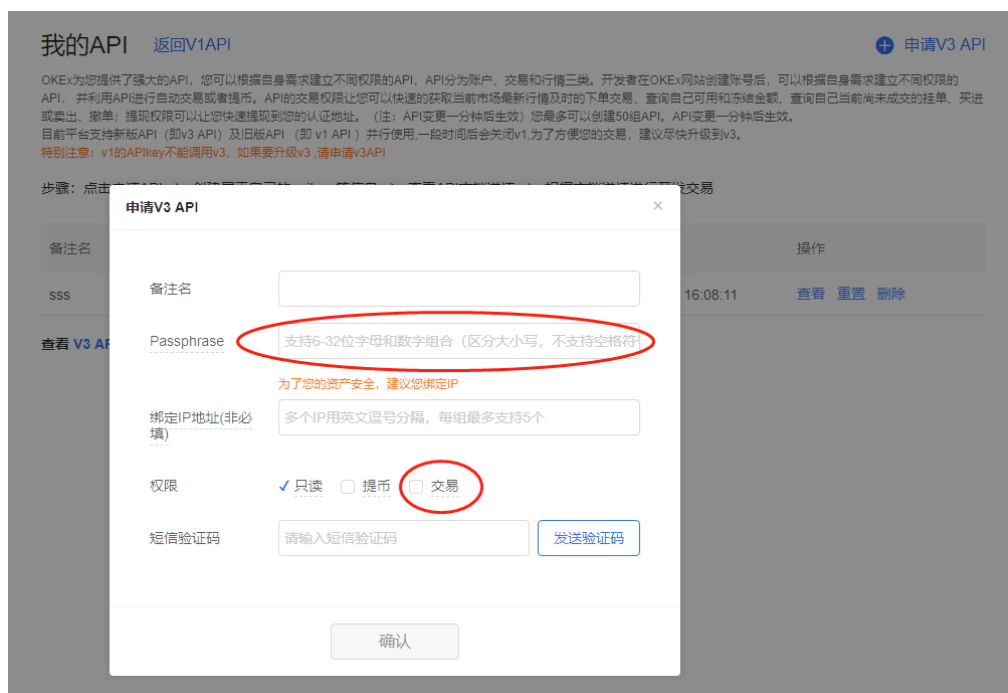 我的API 返回V1API 申请V3 API
OKEx为您提供了强大的API，您可以根据自身需求建立不同权限的API，API分为账户、交易和行情三类。开发者在OKEx网站创建账号后，可以根据自身需求建立不同权限的
API， 并利用API进行自动交易或者提币。API的交易权限让您可以快速的获取当前市场最新行情及时的下单交易、查询自己可用和冻结金额、查询自己当前尚未成交的挂单、买进
或卖出、撤单；提现权限可以让您快速提现到您的认证地址。（注：API变更一分钟后生效）您最多可以创建50组API。API变更一分钟后生效。
目前平台支持新版API（即v3 API）及旧版API （即 v1 API ）并行使用,一段时间后会关闭v1,为了方便您的交易，建议尽快升级到v3。
特别注意：v1的APIkey不能调用v3，如果要升级v3 ,请申请v3API
步骤：点击 交易
申请V3 API ×
备注名 操作
备注名
sss 16:08:11 查看 重置 删除
查看 V3 AP
Passphrase 支持6-32位字母和数字组合（区分大小写，不支持空格符
为了您的资产安全，建议您绑定IP
绑定IP地址(非必 多个IP用英文逗号分隔，每组最多支持5个
填)
权限 只读 提币 交易
短信验证码 请输入短信验证码 发送验证码
确认